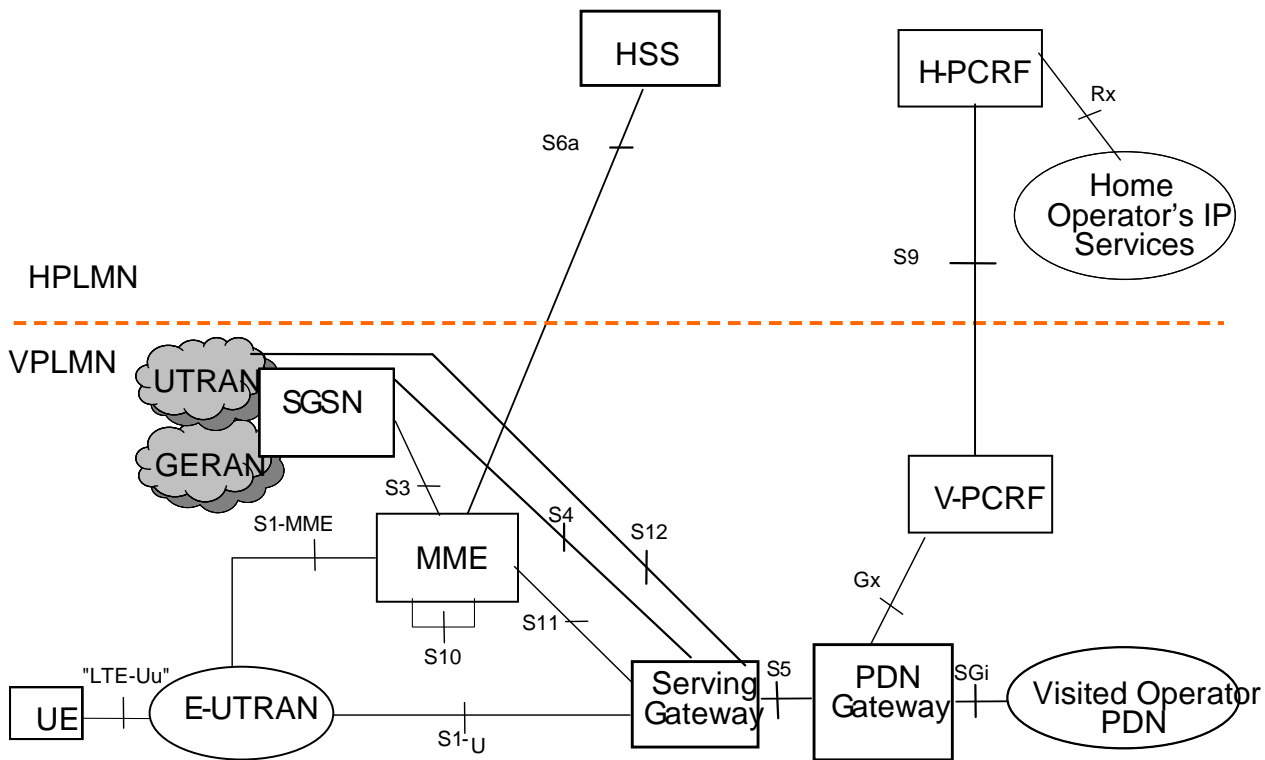 HSS
H-PCRF
Rx
S6a
Home
Operator's IP
Services
S9
HPLMN
VPLMN
UTRAN
SGSN
GERAN
S3
V-PCRF
S1-MME
S4
S12
MME
Gx
S11
S10
"LTE-Uu"
S5
SGi
UE
E-UTRAN
Serving
Gateway
PDN
Gateway
Visited Operator
PDN
S1-U